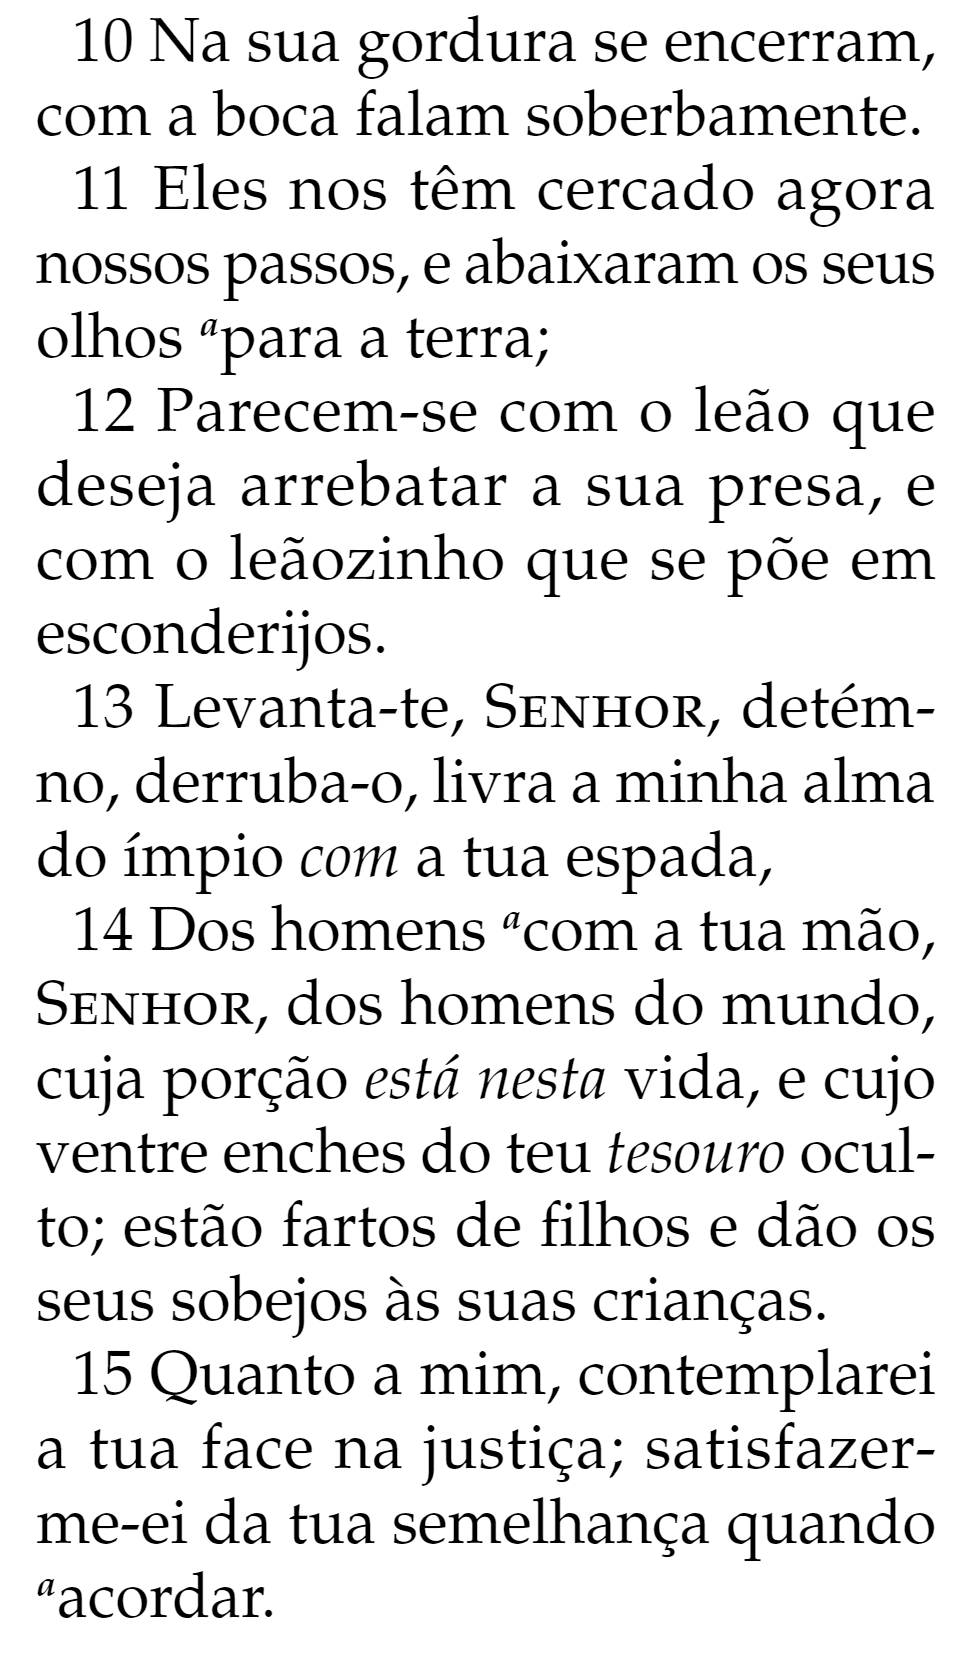 10 Na sua gordura se encerram,
com a boca falam soberbamente.
11 Eles nos têm cercado agora
nossos passos, e abaixaram os seus
olhos ᵃpara a terra;
12 Parecem-se com o leão que
deseja arrebatar a sua presa, e
com o leãozinho que se põe em
esconderijos.
13 Levanta-te, SENHOR, detém-
no, derruba-o, livra a minha alma
do ímpio com a tua espada,
14 Dos homens ᵃcom a tua mão,
SENHOR, dos homens do mundo,
cuja porção está nesta vida, e cujo
ventre enches do teu tesouro ocul-
to; estão fartos de filhos e dão os
seus sobejos às suas crianças.
15 Quanto a mim, contemplarei
a tua face na justiça; satisfazer-
me-ei da tua semelhança quando
ᵃacordar.